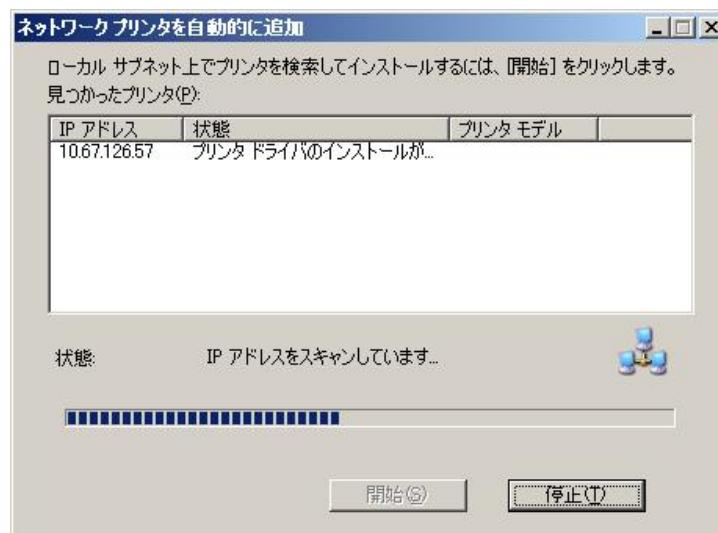 ネットワーク プリンタを自動的に追加
ローカル サブネット上でプリンタを検索してインストールするには、[開始] をクリックします。
見つかったプリンタ(P):
IP アドレス 状態 プリンタ モデル
10.67.126.57 プリンタ ドライバのインストールが...
状態: IP アドレスをスキャンしています...
開始(S) 停止(T)